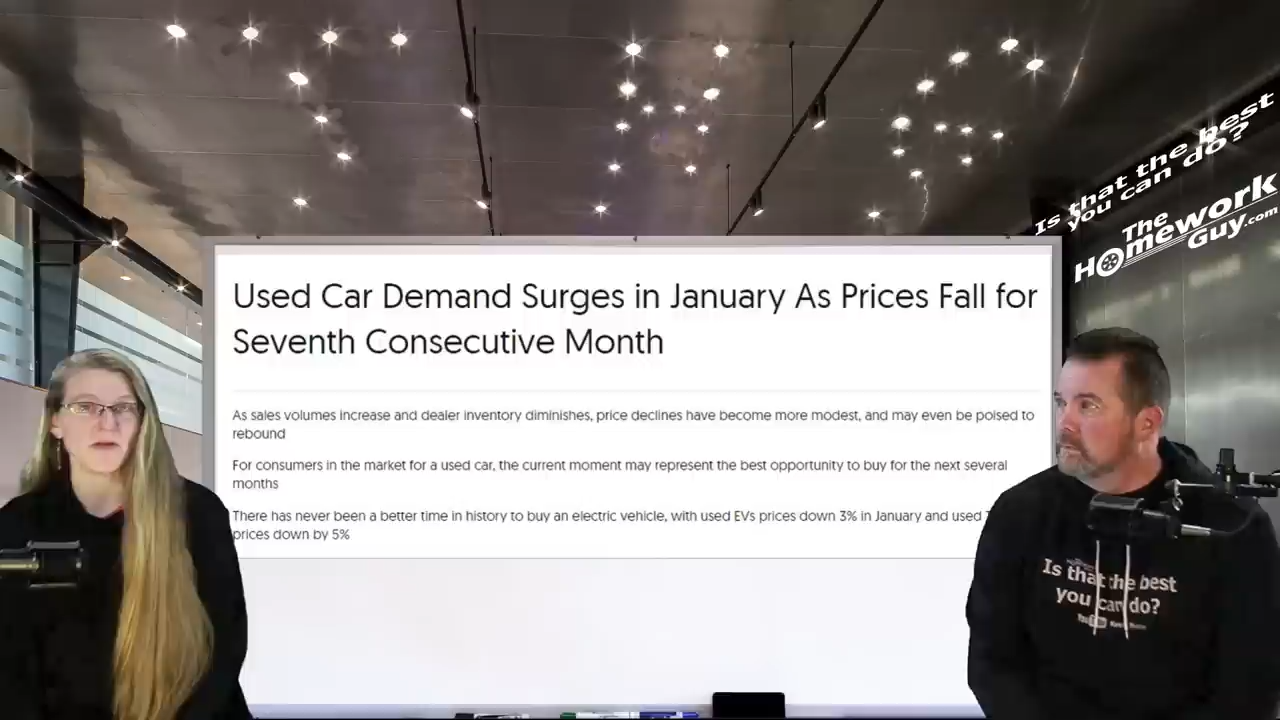 Is that the best
you can do?
The
Homework
Guy.com
Used Car Demand Surges in January As Prices Fall for
Seventh Consecutive Month
As sales volumes increase and dealer inventory diminishes, price declines have become more modest, and may even be poised to
rebound
For consumers in the market for a used car, the current moment may represent the best opportunity to buy for the next several
months
There has never been a better time in history to buy an electric vehicle, with used EVs prices down 3% in January and used
prices down by 5%
Is that the best
you can do?